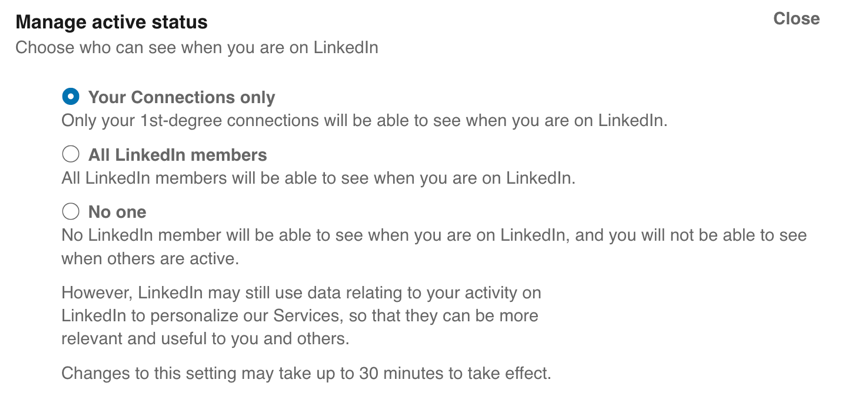 Manage active status
Close
Choose who can see when you are on LinkedIn
Your Connections only
Only your 1st-degree connections will be able to see when you are on LinkedIn.
All LinkedIn members
All LinkedIn members will be able to see when you are on LinkedIn.
No one
No LinkedIn member will be able to see when you are on LinkedIn, and you will not be able to see
when others are active.
However, LinkedIn may still use data relating to your activity on
LinkedIn to personalize our Services, so that they can be more
relevant and useful to you and others.
Changes to this setting may take up to 30 minutes to take effect.